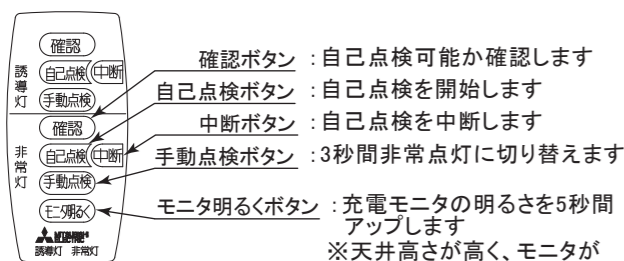 確認
誘導灯
自己点検
中断
手動点検
確認
非常灯
自己点検
中断
手動点検
モニタ明るく
MITSUBISHI
誘導灯 非常灯
確認ボタン :自己点検可能か確認します
自己点検ボタン :自己点検を開始します
中断ボタン :自己点検を中断します
手動点検ボタン :3秒間非常点灯に切り替えます
モニタ明るくボタン :充電モニタの明るさを5秒間
アップします
※天井高さが高く、モニタが